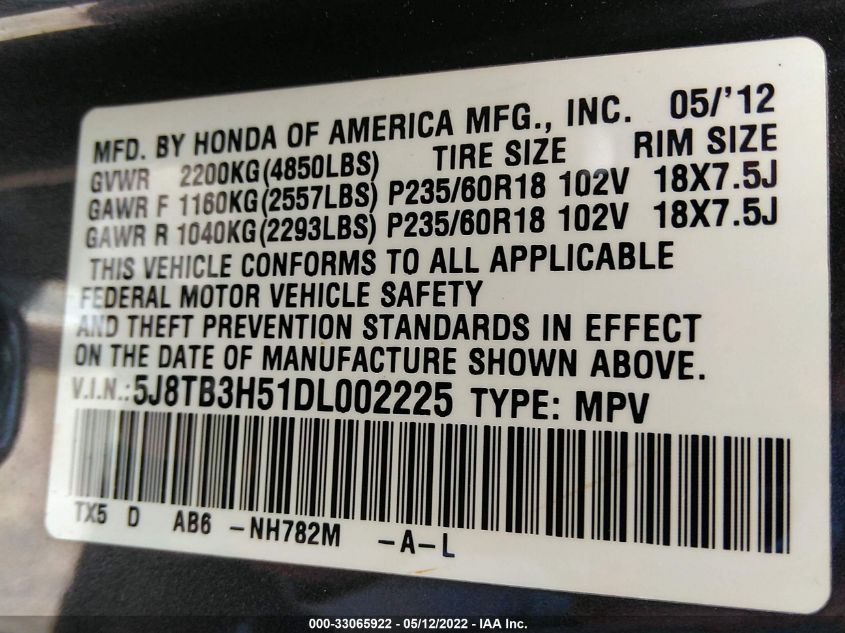 MFD. BY HONDA OF AMERICA MFG., INC. 05/'12
GVWR 2200KG(4850LBS) TIRE SIZE RIM SIZE
GAWR F 1160KG(2557LBS) P235/60R18 102V 18X7.5J
GAWR R 1040KG(2293LBS) P235/60R18 102V 18X7.5J
THIS VEHICLE CONFORMS TO ALL APPLICABLE
FEDERAL MOTOR VEHICLE SAFETY
AND THEFT PREVENTION STANDARDS IN EFFECT
ON THE DATE OF MANUFACTURE SHOWN ABOVE.
V.I.N.: 5J8TB3H51DL002225 TYPE: MPV
TX5 D AB6 -NH782M -A-L
000-33065922 - 05/12/2022 - IAA Inc.